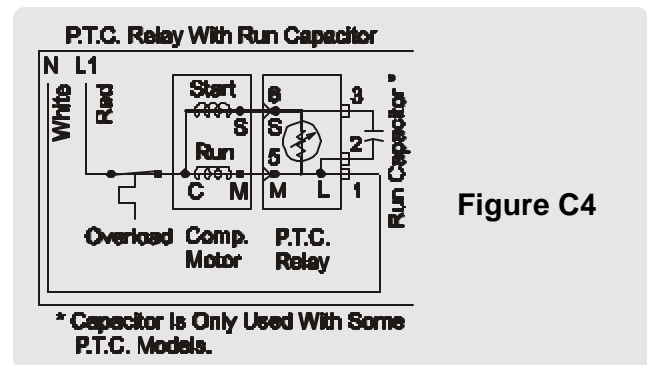 P.T.C. Relay With Run Capacitor
N L1
White
Red
Start
S
Run
C M
6
S
5
M L
3
2
1
Run Capacitor *
Overload
Comp.
Motor
P.T.C.
Relay
Figure C4
* Capacitor Is Only Used With Some
P.T.C. Models.